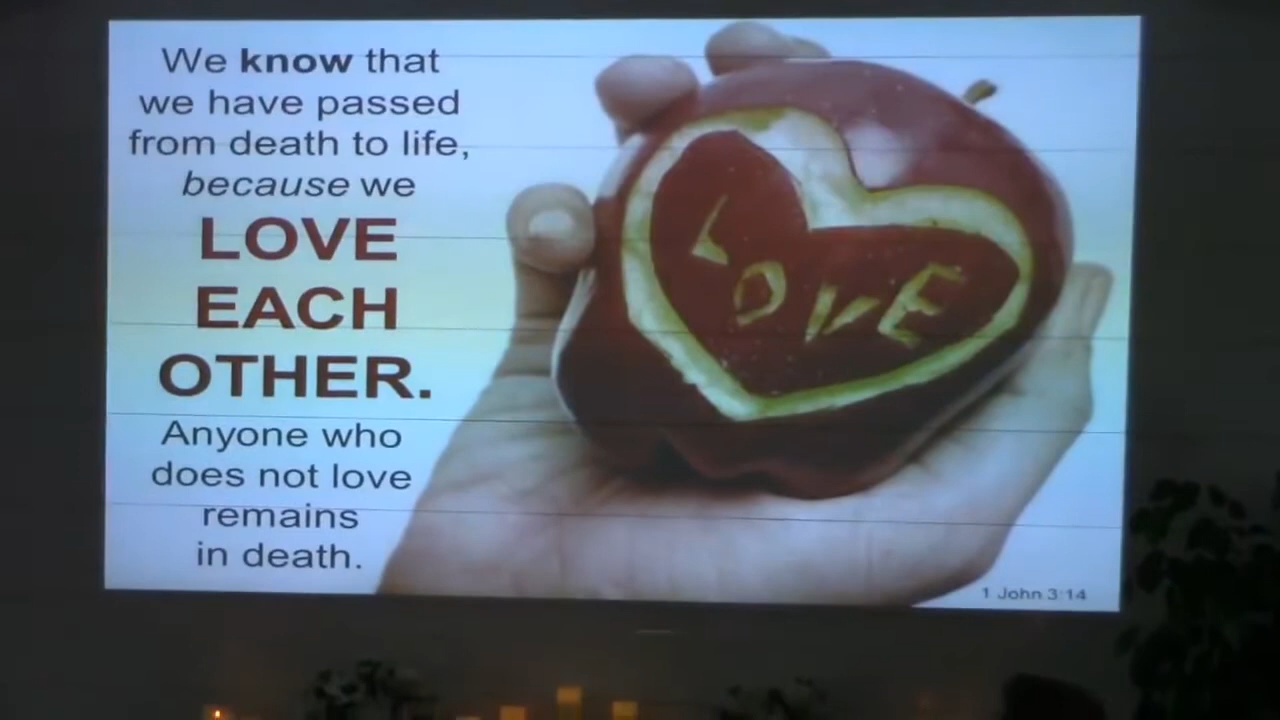 We know that
we have passed
from death to life,
because we
LOVE
EACH
OTHER.
Anyone who
does not love
remains
in death.
LOVE
1 John 3:14